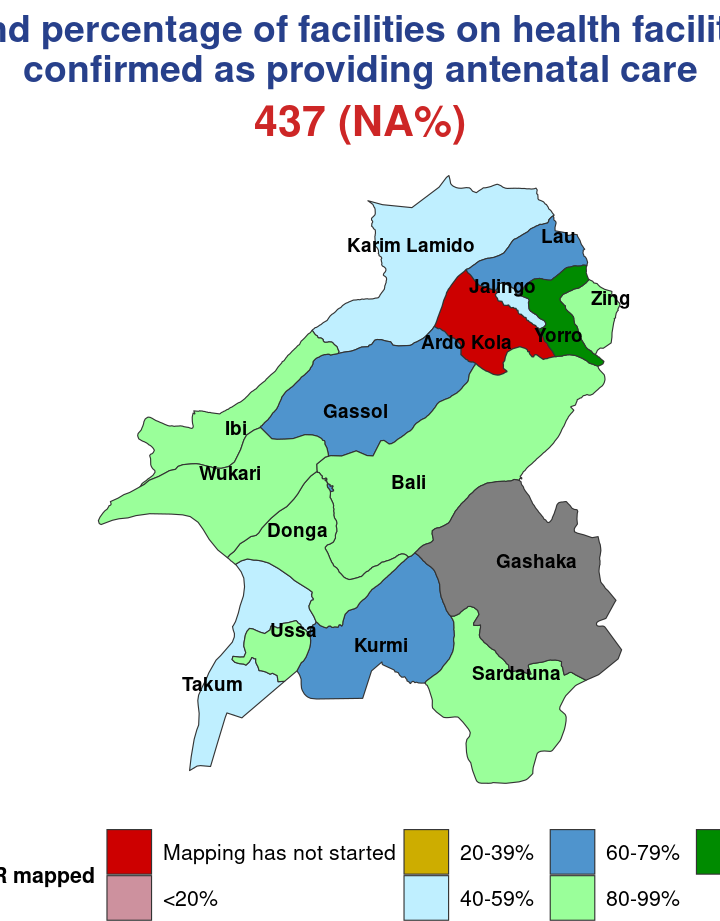 percentage of facilities on health
confirmed as providing antenatal care
437 (NA%)
Karim Lamido
Lau
Jalingo
Zing
Yorro
Ardo Kola
Gassol
Ibi
Wukari
Bali
Donga
Gashaka
Ussa
Kurmi
Sardauna
Takum
R mapped
Mapping has not started
20-39%
60-79%
<20%
40-59%
80-99%